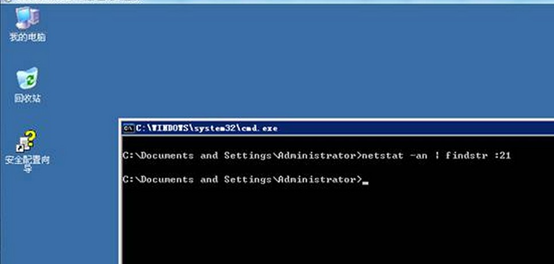 我的电脑
回收站
安全配置向
导
C:\WINDOWS\system32\cmd.exe
C:\Documents and Settings\Administrator>netstat -an | findstr :21
C:\Documents and Settings\Administrator>_